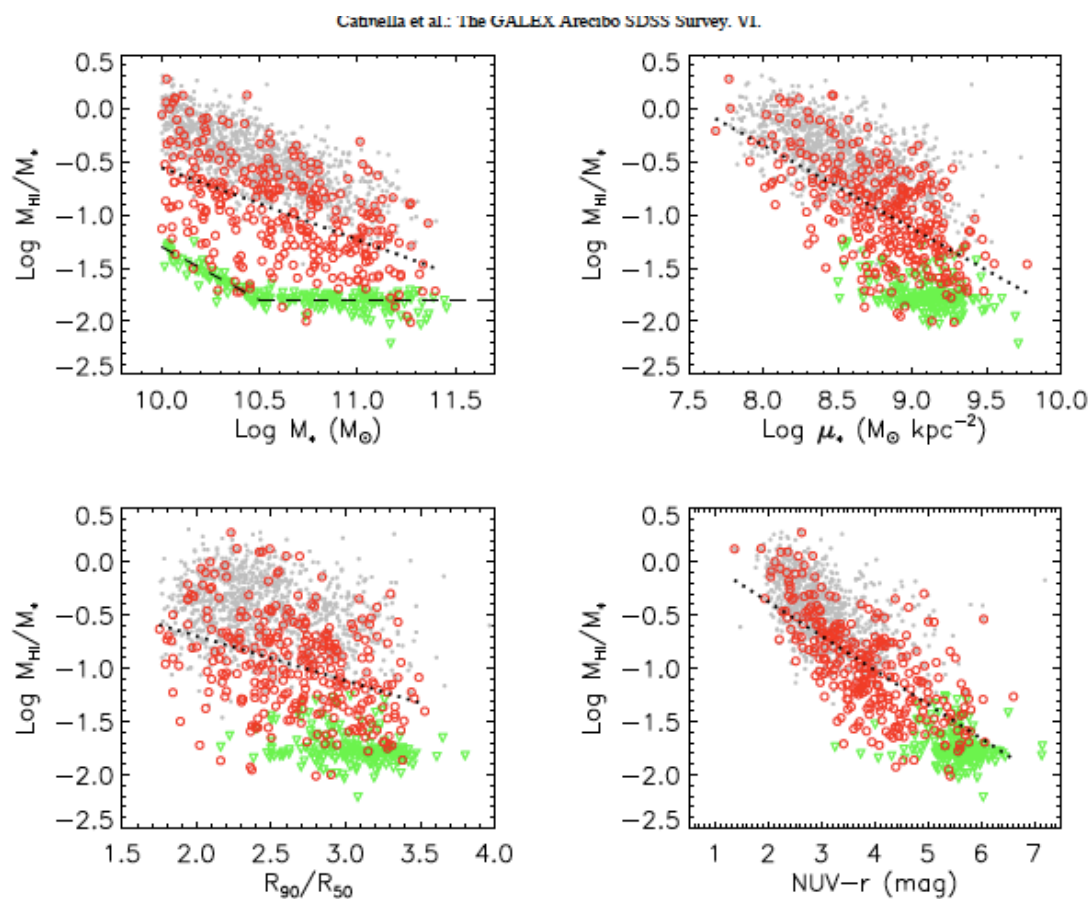 Catinella et al.: The GALEX Arecibo SDSS Survey. VI.
0.5 0.0 −0.5 −1.0 −1.5 −2.0 −2.5
Log M_HI/M_*
10.0 10.5 11.0 11.5
Log M_* (M_⊙)
0.5 0.0 −0.5 −1.0 −1.5 −2.0 −2.5
Log M_HI/M_*
7.5 8.0 8.5 9.0 9.5 10.0
Log μ_* (M_⊙ kpc⁻²)
0.5 0.0 −0.5 −1.0 −1.5 −2.0 −2.5
Log M_HI/M_*
1.5 2.0 2.5 3.0 3.5 4.0
R₉₀/R₅₀
0.5 0.0 −0.5 −1.0 −1.5 −2.0 −2.5
Log M_HI/M_*
1 2 3 4 5 6 7
NUV−r (mag)